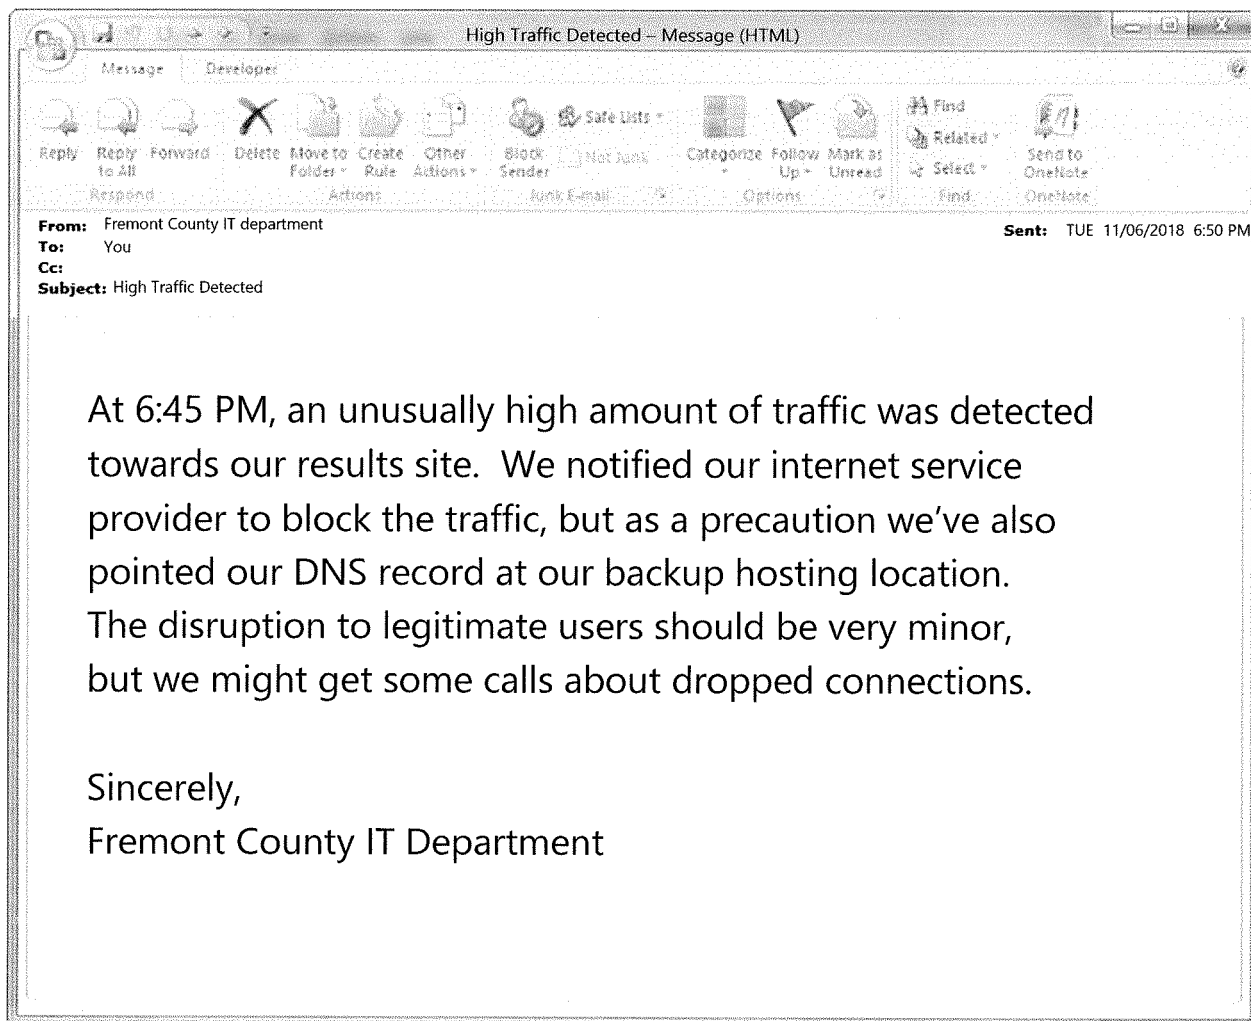 High Traffic Detected – Message (HTML)
Message Developer
Reply
Reply to All
Forward
Delete
Move to Folder
Create Rule
Other Actions
Block Sender
Safe Lists
Not Junk
Categorize
Follow Up
Mark as Unread
Find
Related
Select
Send to OneNote
Respond Actions Junk E-mail Options Find OneNote
From: Fremont County IT department
Sent: TUE 11/06/2018 6:50 PM
To: You
Cc:
Subject: High Traffic Detected
At 6:45 PM, an unusually high amount of traffic was detected
towards our results site.  We notified our internet service
provider to block the traffic, but as a precaution we’ve also
pointed our DNS record at our backup hosting location.
The disruption to legitimate users should be very minor,
but we might get some calls about dropped connections.
Sincerely,
Fremont County IT Department